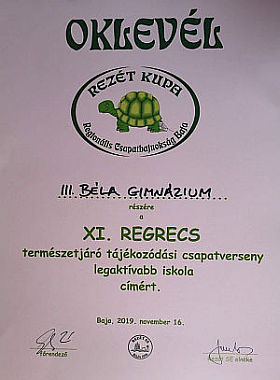 OKLEVÉL
REZÉT KUPA
Regionális Csapatbajnokság Baja
III. BÉLA GIMNÁZIUM
részére
a
XI. REGRECS
természetjáró tájékozódási csapatverseny
legaktívabb iskola
címért.
Baja, 2019. november 16.
főrendező
elnöke